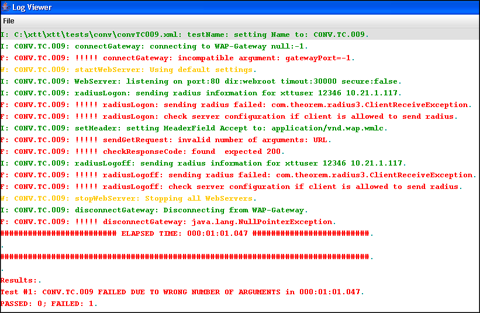 Log Viewer
File
I: C:\xtt\xtt\tests\conv\convTC009.xml: testName: setting Name to: CONV.TC.009.
I: CONV.TC.009: connectGateway: connecting to WAP-Gateway null:-1.
F: CONV.TC.009: !!!!! connectGateway: incompatible argument: gatewayPort=-1.
W: CONV.TC.009: startWebServer: Using default settings.
I: CONV.TC.009: WebServer: listening on port:80 dir:webroot timout:30000 secure:false.
I: CONV.TC.009: radiusLogon: sending radius information for xttuser 12346 10.21.1.117.
F: CONV.TC.009: !!!!! radiusLogon: sending radius failed: com.theorem.radius3.ClientReceiveException.
F: CONV.TC.009: !!!!! radiusLogon: check server configuration if client is allowed to send radius.
I: CONV.TC.009: setHeader: setting HeaderField Accept to: application/vnd.wap.wmlc.
F: CONV.TC.009: !!!!! sendGetRequest: invalid number of arguments: URL.
F: CONV.TC.009: !!!!! checkResponseCode: found  expected 200.
I: CONV.TC.009: radiusLogoff: sending radius information for xttuser 12346 10.21.1.117.
F: CONV.TC.009: !!!!! radiusLogoff: sending radius failed: com.theorem.radius3.ClientReceiveException.
F: CONV.TC.009: !!!!! radiusLogoff: check server configuration if client is allowed to send radius.
W: CONV.TC.009: stopWebServer: Stopping all WebServers.
I: CONV.TC.009: disconnectGateway: Disconnecting from WAP-Gateway.
F: CONV.TC.009: !!!!! disconnectGateway: java.lang.NullPointerException.
########################### ELAPSED TIME: 000:01:01.047 ###########################.
.
######################################################################################.
.
Results:.
Test #1: CONV.TC.009 FAILED DUE TO WRONG NUMBER OF ARGUMENTS in 000:01:01.047.
PASSED: 0; FAILED: 1.